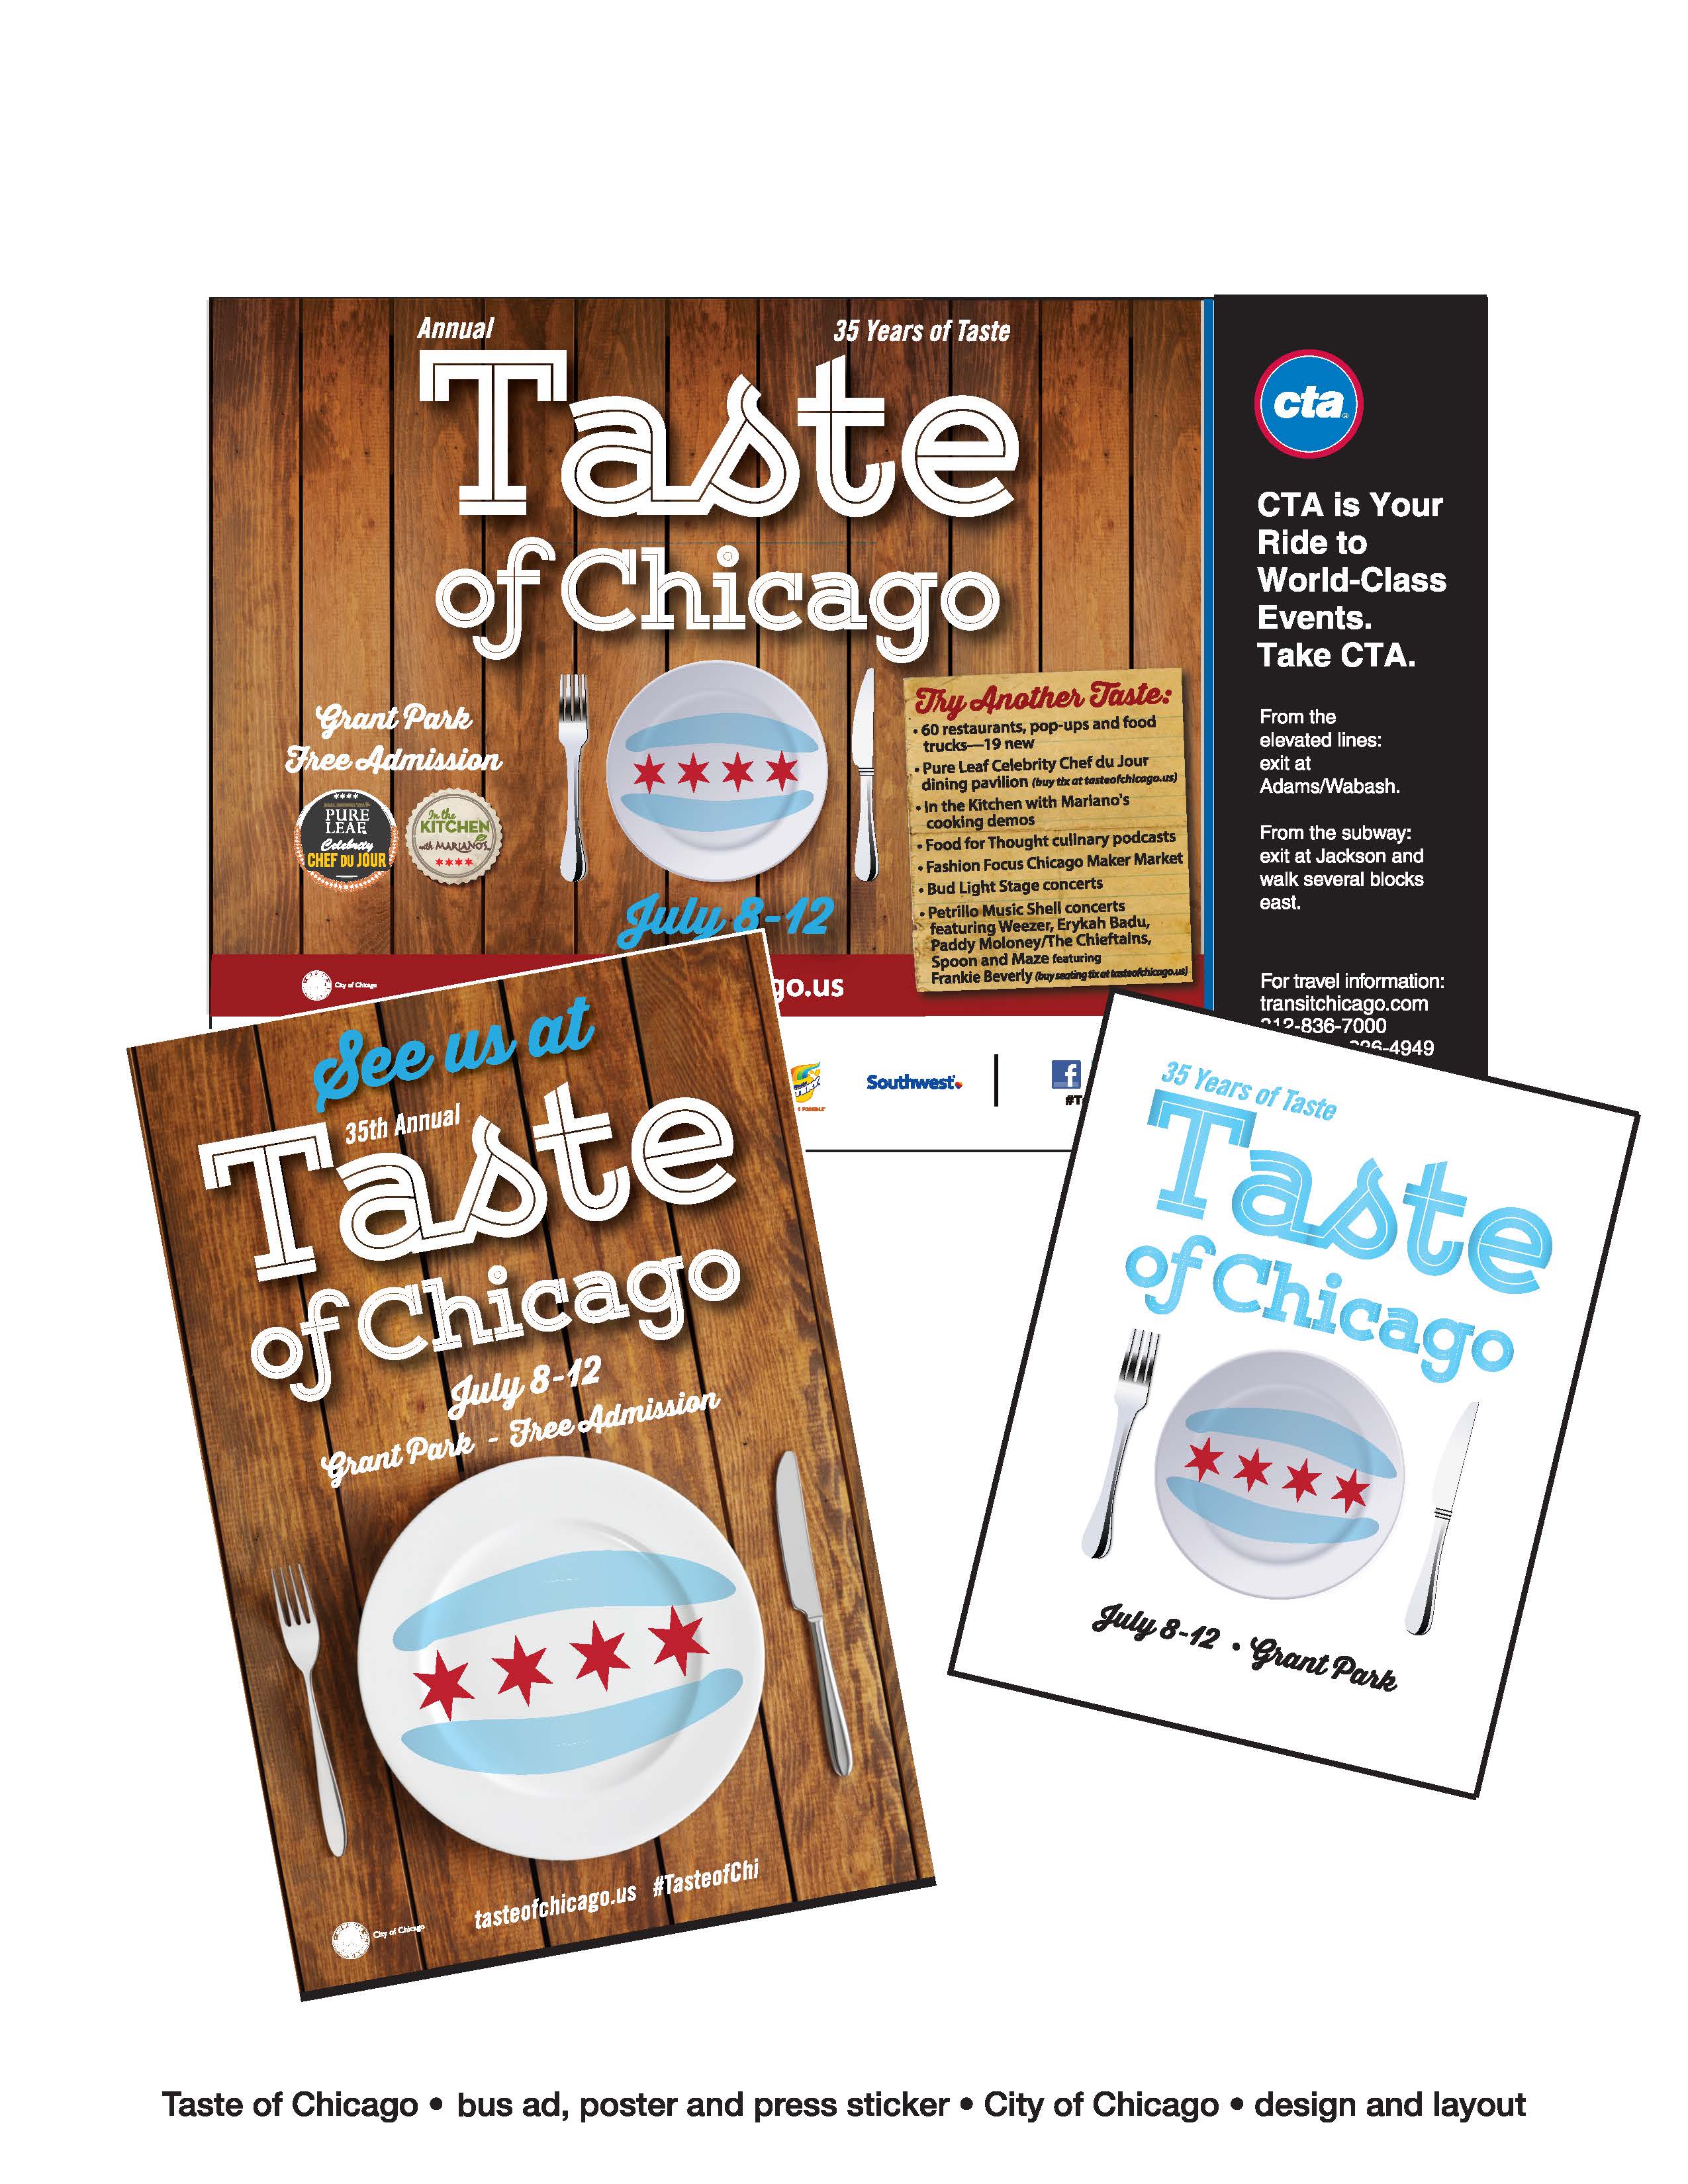 Annual
35 Years of Taste
Taste
of Chicago
Grant Park
Free Admission
PURE
LEAF
Celebrity
CHEF DU JOUR
In the
KITCHEN
with MARIANO'S
July 8-12
Try Another Taste:
• 60 restaurants, pop-ups and food
trucks—19 new
• Pure Leaf Celebrity Chef du Jour
dining pavilion (buy tix at tasteofchicago.us)
• In the Kitchen with Mariano's
cooking demos
• Food for Thought culinary podcasts
• Fashion Focus Chicago Maker Market
• Bud Light Stage concerts
• Petrillo Music Shell concerts
featuring Weezer, Erykah Badu,
Paddy Moloney/The Chieftains,
Spoon and Maze featuring
Frankie Beverly (buy seating tix at tasteofchicago.us)
City of Chicago
go.us
Southwest
f
#T
cta
CTA is Your
Ride to
World-Class
Events.
Take CTA.
From the
elevated lines:
exit at
Adams/Wabash.
From the subway:
exit at Jackson and
walk several blocks
east.
For travel information:
transitchicago.com
312-836-7000
-4949
See us at
35th Annual
Taste
of Chicago
July 8-12
Grant Park - Free Admission
tasteofchicago.us #TasteofChi
City of Chicago
35 Years of Taste
Taste
of Chicago
July 8-12 • Grant Park
Taste of Chicago • bus ad, poster and press sticker • City of Chicago • design and layout